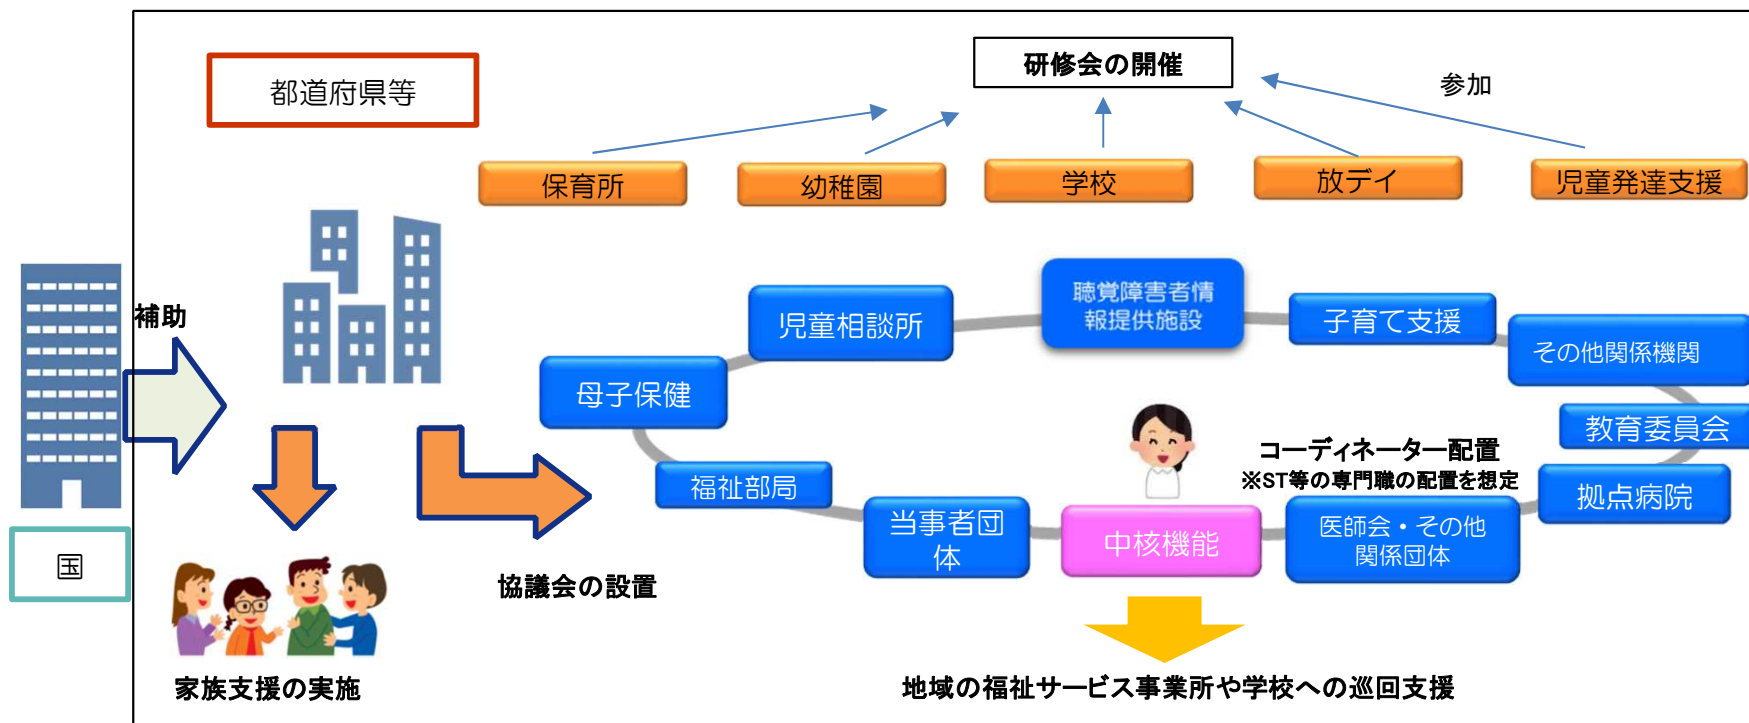 都道府県等
研修会の開催
参加
保育所
幼稚園
学校
放デイ
児童発達支援
補助
国
児童相談所
聴覚障害者情
報提供施設
子育て支援
その他関係機関
母子保健
教育委員会
コーディネーター配置
※ST等の専門職の配置を想定
福祉部局
拠点病院
当事者団
体
中核機能
医師会・その他
関係団体
協議会の設置
家族支援の実施
地域の福祉サービス事業所や学校への巡回支援